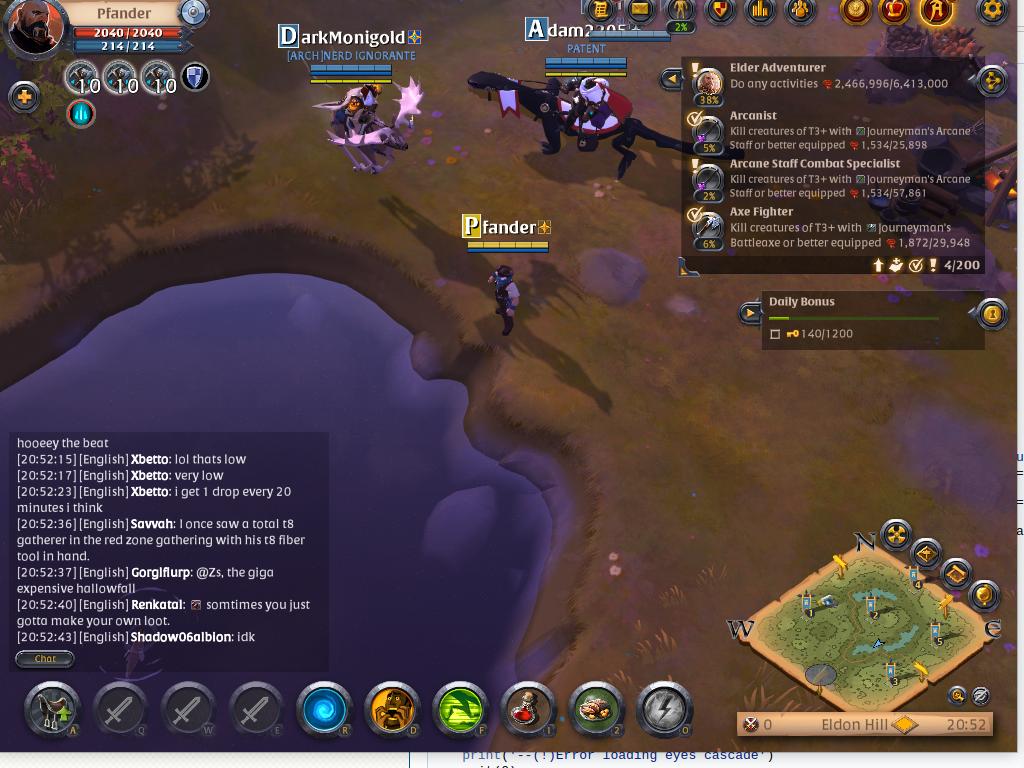 Pfander
2040 / 2040
214 / 214
10 10 10
DarkMonigold
[ARCH]NERD IGNORANTE
PATENT
2%
Elder Adventurer
Do any activities 2,466,996/6,413,000
38%
Arcanist
Kill creatures of T3+ with Journeyman's Arcane
Staff or better equipped 1,534/25,898
5%
Arcane Staff Combat Specialist
Kill creatures of T3+ with Journeyman's Arcane
Staff or better equipped 1,534/57,861
2%
Axe Fighter
Kill creatures of T3+ with Journeyman's
Battleaxe or better equipped 1,872/29,948
6%
4/200
Pfander
Daily Bonus
140/1200
hooeey the beat
[20:52:15] [English] Xbetto: lol thats low
[20:52:17] [English] Xbetto: very low
[20:52:23] [English] Xbetto: i get 1 drop every 20
minutes i think
[20:52:36] [English] Savvah: I once saw a total t8
gatherer in the red zone gathering with his t8 fiber
tool in hand.
[20:52:37] [English] Gorglflurp: @Zs, the giga
expensive hallowfall
[20:52:40] [English] Renkatal: somtimes you just
gotta make your own loot.
[20:52:43] [English] Shadow06albion: idk
Chat
N
W
E
1
2
3
4
5
A
Q
W
E
R
D
F
1
2
0
Eldon Hill
20:52
print('--(!)Error loading eyes cascade')